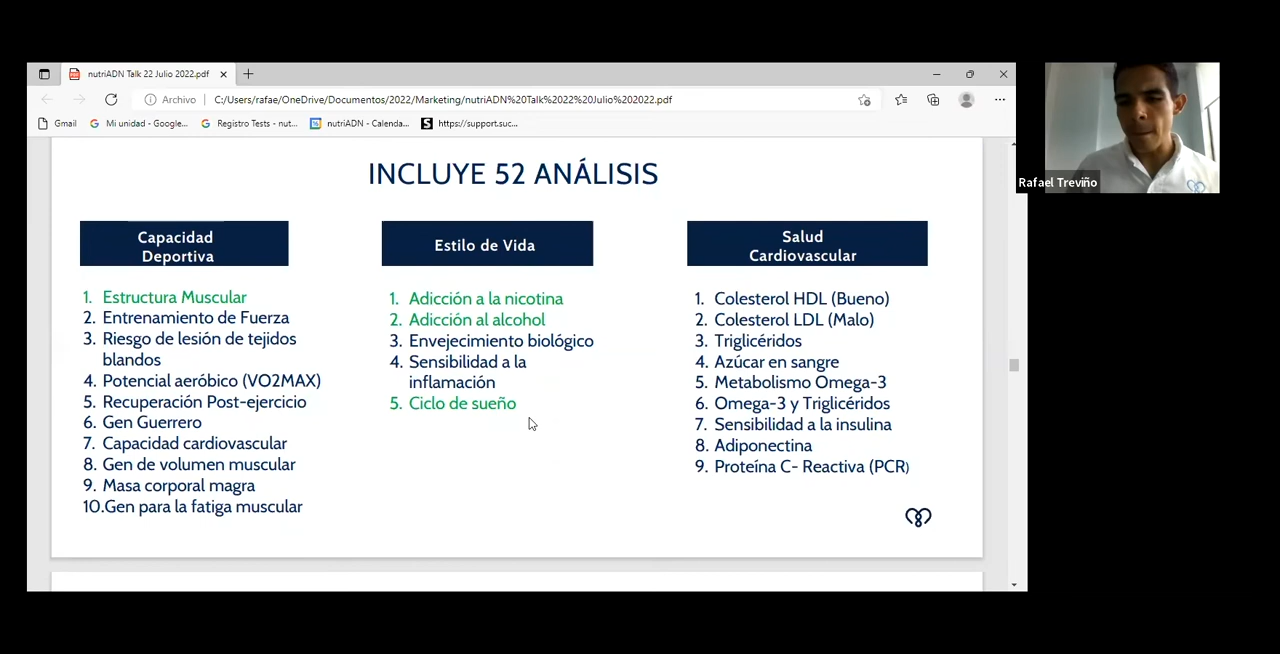 nutriADN Talk 22 Julio 2022.pdf
Archivo
C:/Users/rafae/OneDrive/Documentos/2022/Marketing/nutriADN%20Talk%2022%20Julio%202022.pdf
Gmail
Mi unidad - Google...
Registro Tests - nut...
nutriADN - Calenda...
https://support.suc...
INCLUYE 52 ANÁLISIS
Capacidad
Deportiva
1. Estructura Muscular
2. Entrenamiento de Fuerza
3. Riesgo de lesión de tejidos
blandos
4. Potencial aeróbico (VO2MAX)
5. Recuperación Post-ejercicio
6. Gen Guerrero
7. Capacidad cardiovascular
8. Gen de volumen muscular
9. Masa corporal magra
10.Gen para la fatiga muscular
Estilo de Vida
1. Adicción a la nicotina
2. Adicción al alcohol
3. Envejecimiento biológico
4. Sensibilidad a la
inflamación
5. Ciclo de sueño
Salud
Cardiovascular
1. Colesterol HDL (Bueno)
2. Colesterol LDL (Malo)
3. Triglicéridos
4. Azúcar en sangre
5. Metabolismo Omega-3
6. Omega-3 y Triglicéridos
7. Sensibilidad a la insulina
8. Adiponectina
9. Proteína C- Reactiva (PCR)
Rafael Treviño